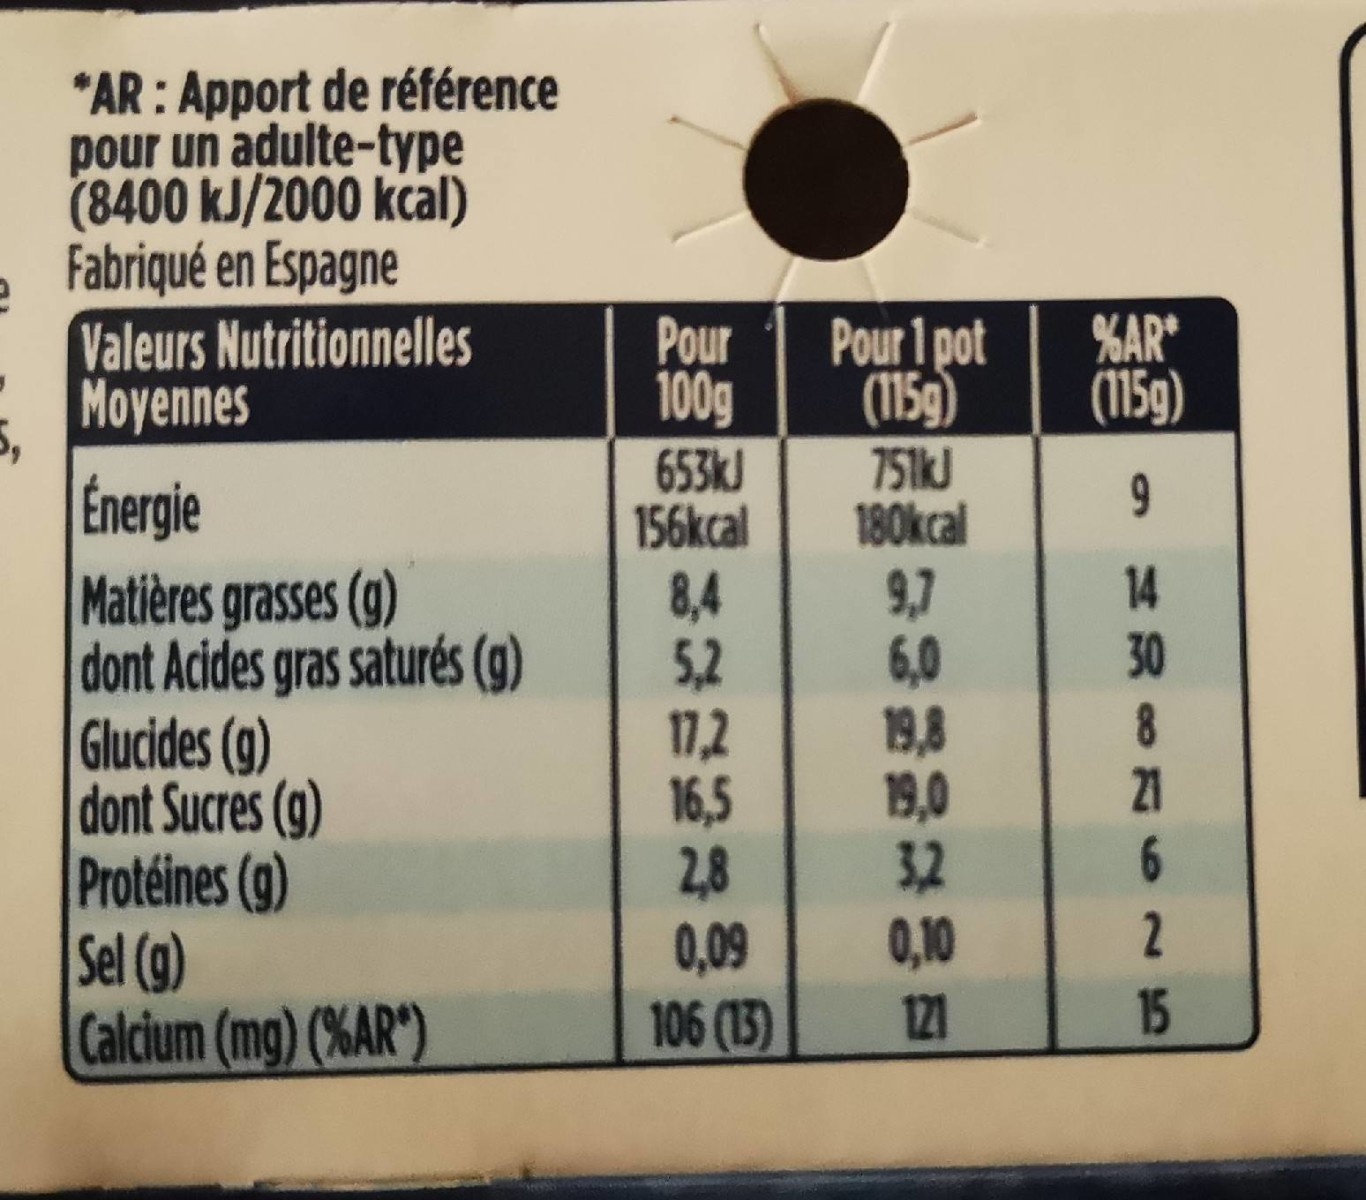 *AR : Apport de référence
pour un adulte-type
(8400 kJ/2000 kcal)
Fabriqué en Espagne
Valeurs Nutritionnelles Moyennes Pour 100g Pour 1 pot (115g) %AR* (115g)
Énergie 653kJ 156kcal 751kJ 180kcal 9
Matières grasses (g) 8,4 9,7 14
dont Acides gras saturés (g) 5,2 6,0 30
Glucides (g) 17,2 19,8 8
dont Sucres (g) 16,5 19,0 21
Protéines (g) 2,8 3,2 6
Sel (g) 0,09 0,10 2
Calcium (mg) (%AR*) 106 (13) 121 15